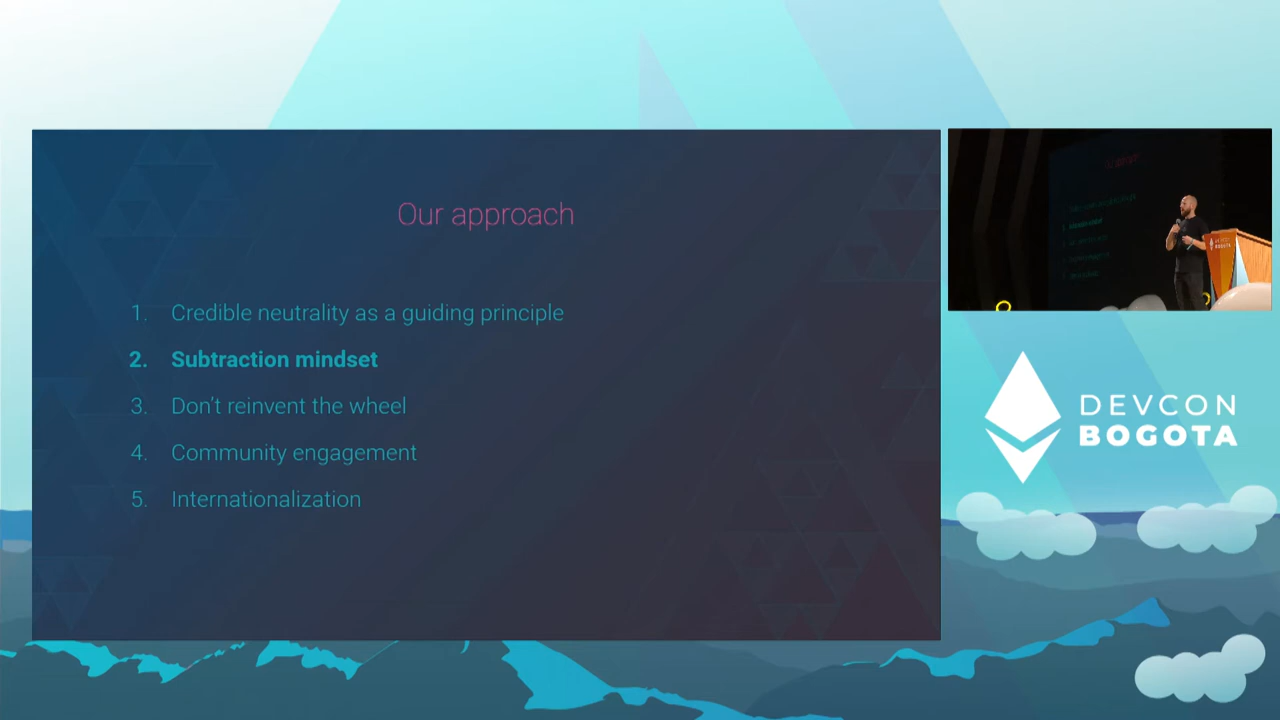 Our approach
1. Credible neutrality as a guiding principle
2. Subtraction mindset
3. Don't reinvent the wheel
4. Community engagement
5. Internationalization
DEVCON
BOGOTA